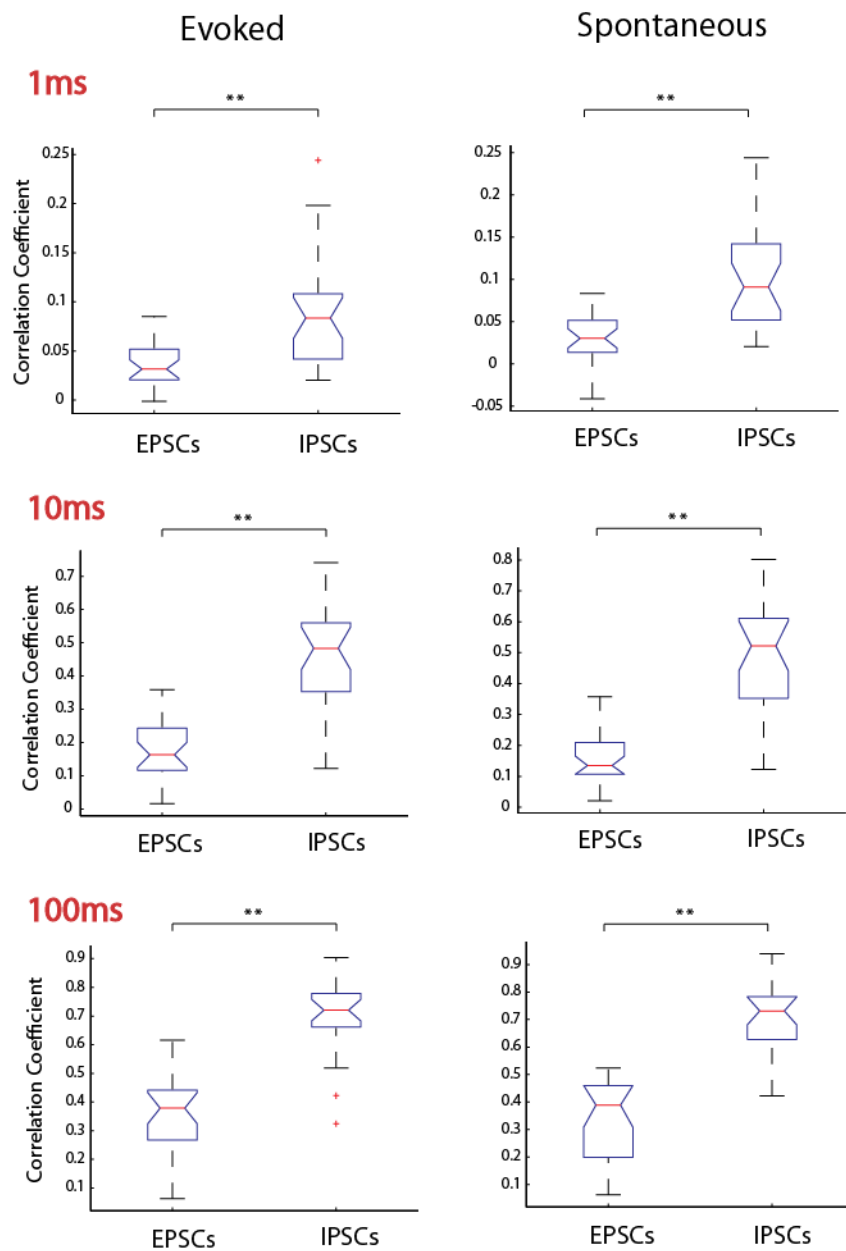 Evoked
Spontaneous
1ms
**
**
Correlation Coefficient
0.25
0.2
0.15
0.1
0.05
0
EPSCs
IPSCs
0.25
0.2
0.15
0.1
0.05
0
-0.05
EPSCs
IPSCs
10ms
**
**
Correlation Coefficient
0.7
0.6
0.5
0.4
0.3
0.2
0.1
0
EPSCs
IPSCs
0.8
0.7
0.6
0.5
0.4
0.3
0.2
0.1
0
EPSCs
IPSCs
100ms
**
**
Correlation Coefficient
0.9
0.8
0.7
0.6
0.5
0.4
0.3
0.2
0.1
EPSCs
IPSCs
0.9
0.8
0.7
0.6
0.5
0.4
0.3
0.2
0.1
EPSCs
IPSCs